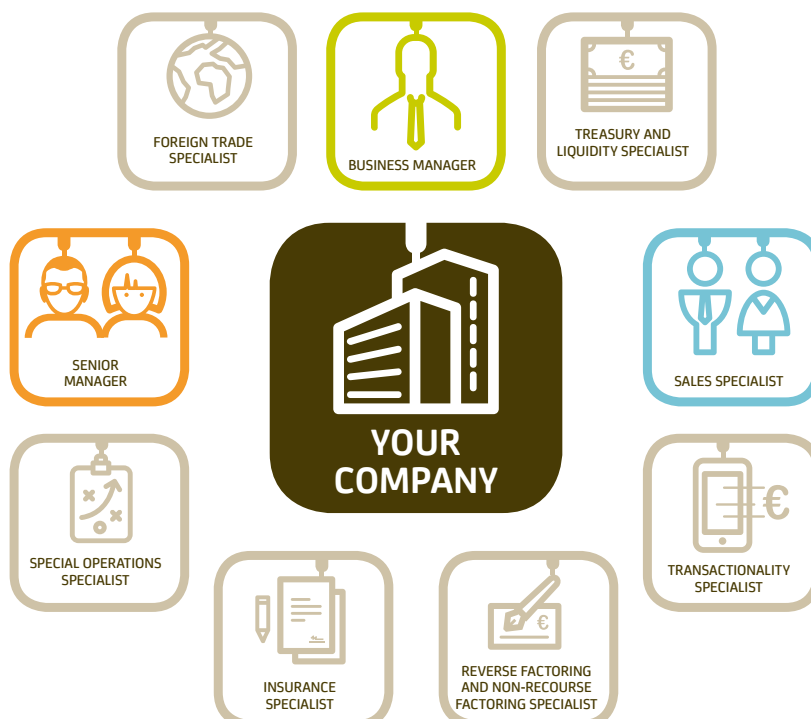 FOREIGN TRADE
SPECIALIST
BUSINESS MANAGER
€
TREASURY AND
LIQUIDITY SPECIALIST
SENIOR
MANAGER
YOUR
COMPANY
SALES SPECIALIST
SPECIAL OPERATIONS
SPECIALIST
€
TRANSACTIONALITY
SPECIALIST
INSURANCE
SPECIALIST
€
REVERSE FACTORING
AND NON-RECOURSE
FACTORING SPECIALIST